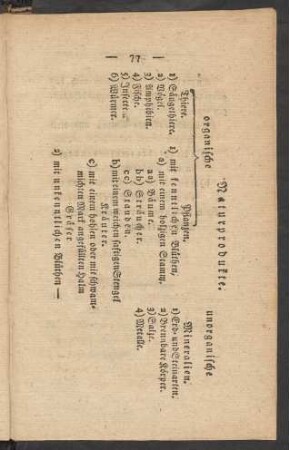 — 77 —
Naturprodukte.
organische
unorganische
Thiere.
1) Säugethiere.
2) Vögel.
3) Amphibien.
4) Fische.
5) Insecte.
6) Würmer.
Pflanzen.
1) mit kenntlichen Blüthen,
a) mit einem holzigen Stamm,
aa) Bäume.
bb) Sträucher.
cc) Stauden.
b) mit einem weichen saftigen Stengel
Kräuter.
c) mit einem hohlen oder mit schwam-
michten Mark angefüllten Halm
Gräser
2) mit unkenntlichen Blüthen —
Mineralien.
1) Erd- und Steinarten.
2) Brennbare Körper.
3) Salze.
4) Metalle.